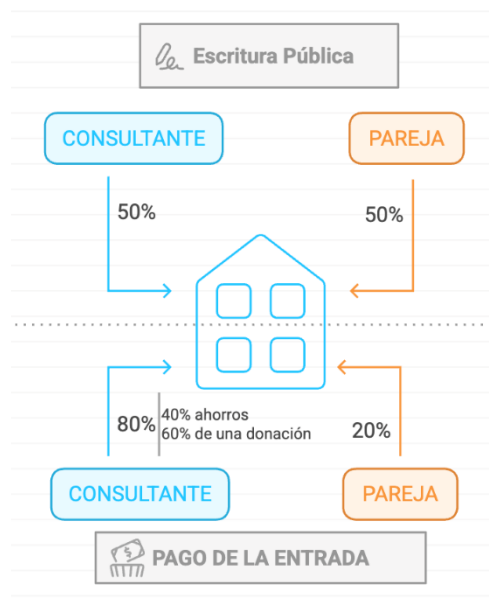 Escritura Pública
CONSULTANTE
PAREJA
50%
50%
80%
40% ahorros
60% de una donación
20%
CONSULTANTE
PAREJA
PAGO DE LA ENTRADA